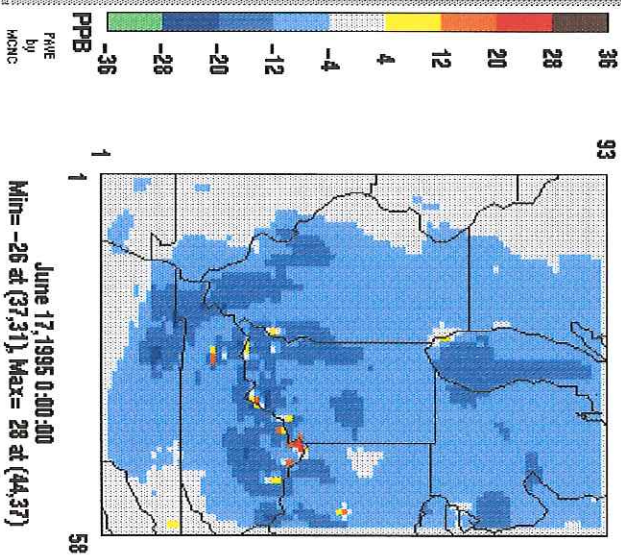 36
28
20
12
4
-4
-12
-20
-28
-36
PPB
PAVE
by
MCNC
93
1
1
58
June 17,1995 0:00:00
Min= -26 at (37,31), Max= 28 at (44,37)